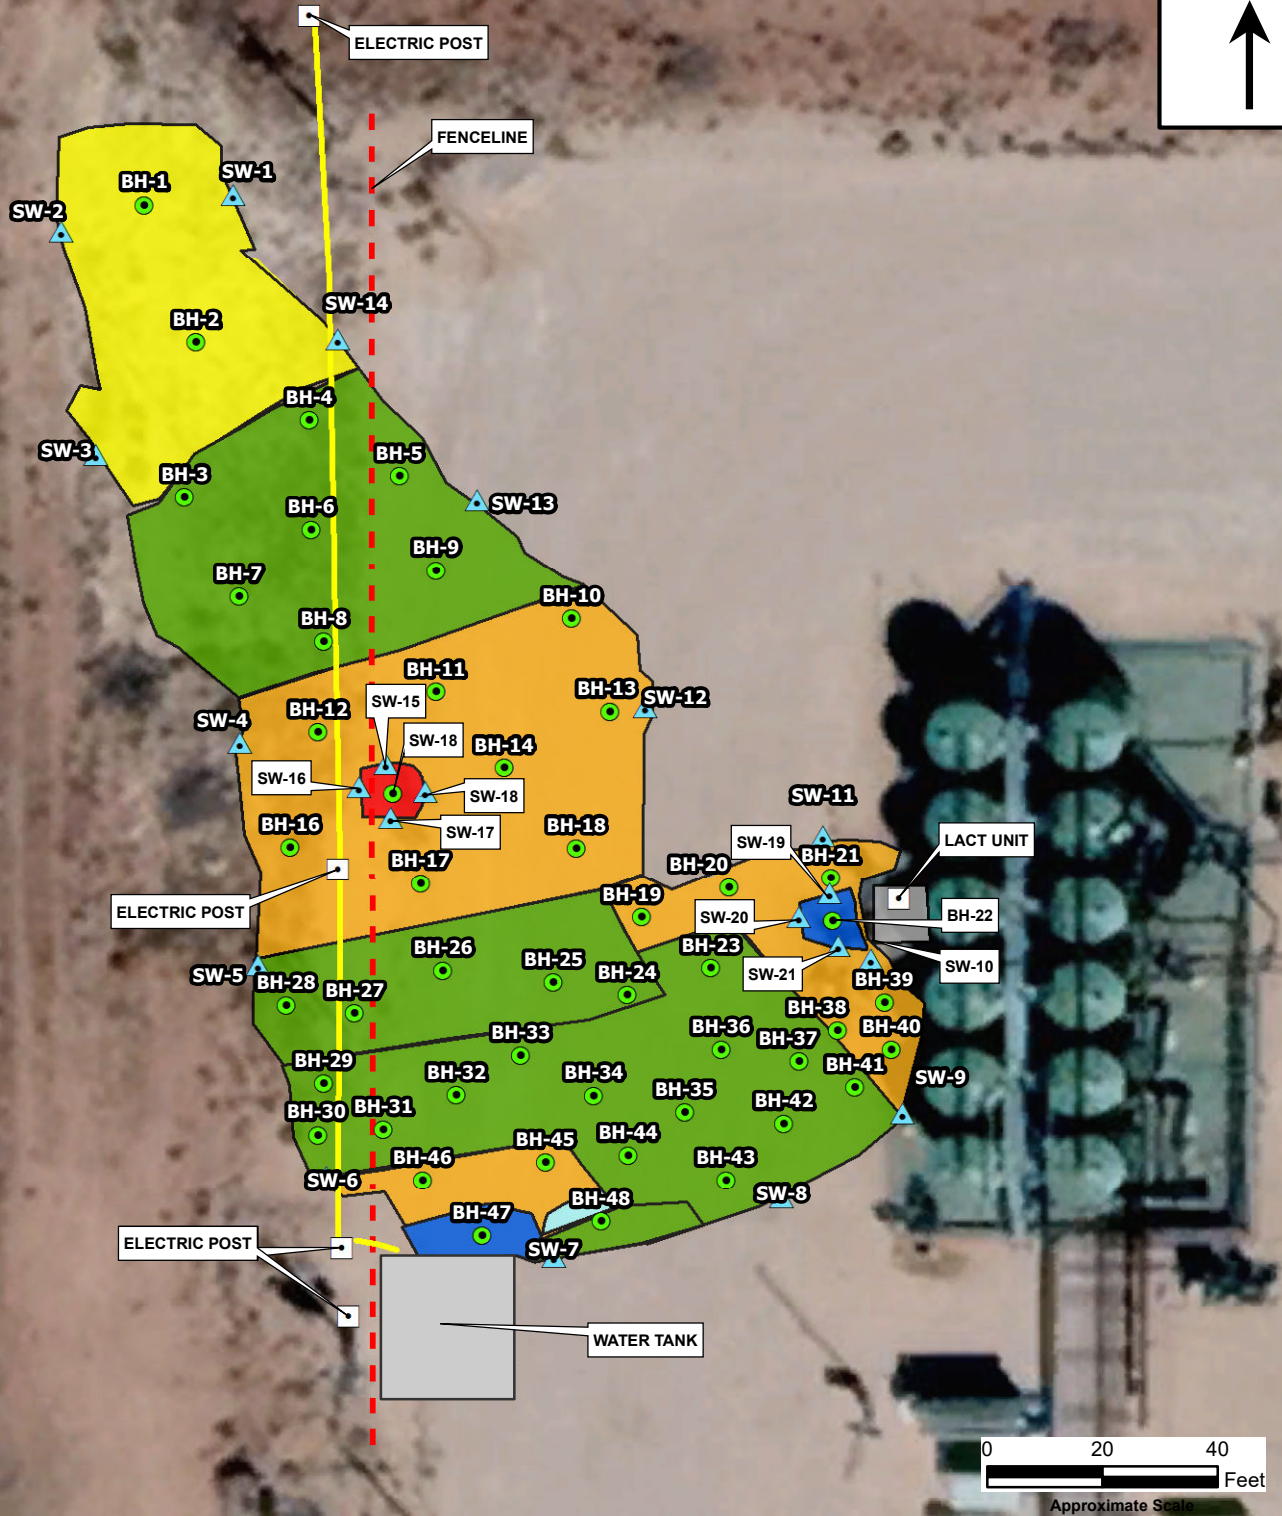 ELECTRIC POST
FENCELINE
SW-1
BH-1
SW-2
SW-14
BH-2
BH-4
SW-3
BH-5
BH-3
SW-13
BH-6
BH-9
BH-7
BH-10
BH-8
BH-11
SW-15
BH-13
SW-12
BH-12
SW-4
SW-18
BH-14
SW-16
SW-18
SW-11
BH-16
SW-17
BH-18
SW-19
LACT UNIT
BH-21
BH-17
BH-20
BH-19
ELECTRIC POST
SW-20
BH-22
BH-26
BH-23
SW-5
BH-25
BH-24
SW-21
SW-10
BH-28
BH-27
BH-39
BH-38
BH-33
BH-36
BH-37
BH-40
BH-29
BH-41
SW-9
BH-32
BH-34
BH-35
BH-30
BH-31
BH-42
BH-45
BH-44
BH-46
BH-43
SW-6
BH-48
SW-8
BH-47
ELECTRIC POST
SW-7
WATER TANK
0 20 40
Feet
Approximate Scale